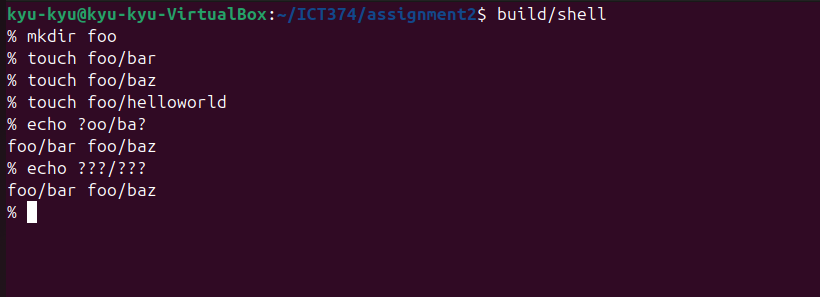 kyu-kyu@kyu-kyu-VirtualBox:~/ICT374/assignment2$ build/shell
% mkdir foo
% touch foo/bar
% touch foo/baz
% touch foo/helloworld
% echo ?oo/ba?
foo/bar foo/baz
% echo ???/???
foo/bar foo/baz
%